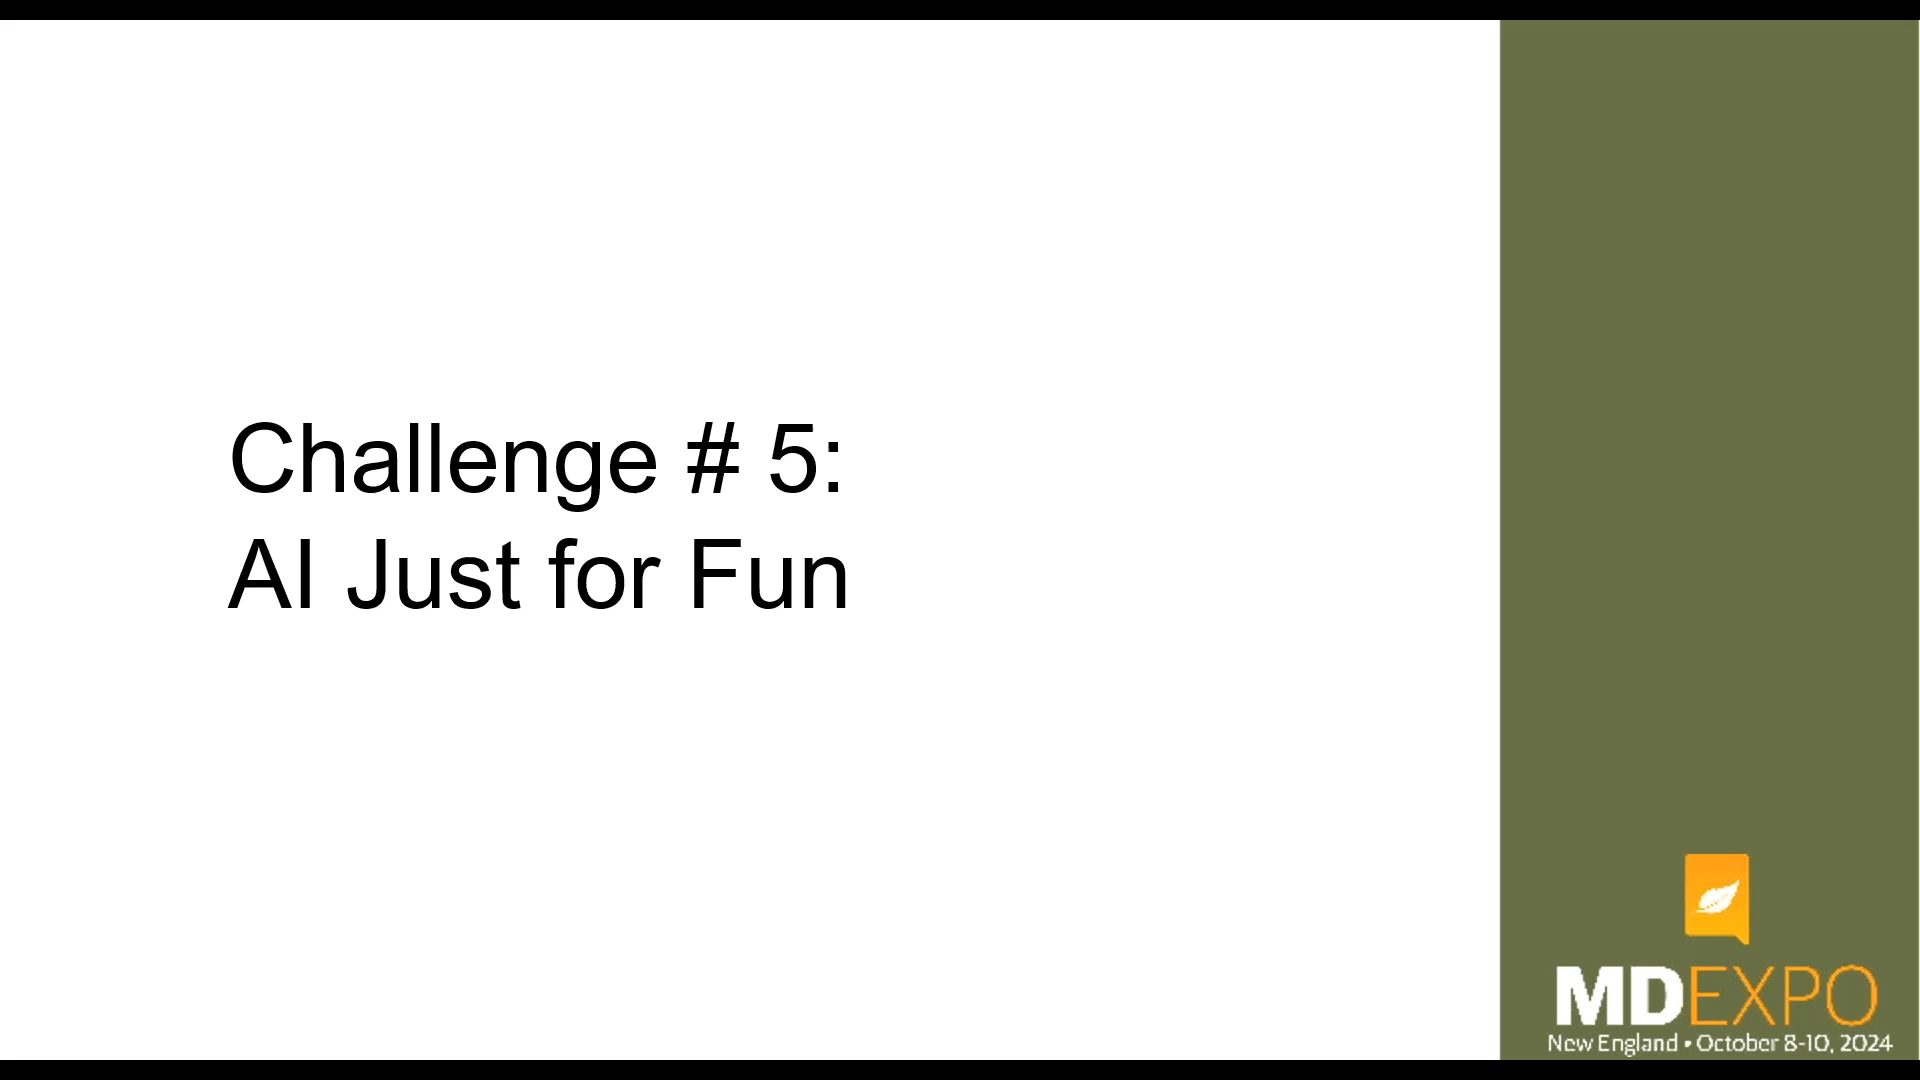 Challenge # 5:
AI Just for Fun
MDEXPO
New England • October 8-10, 2024